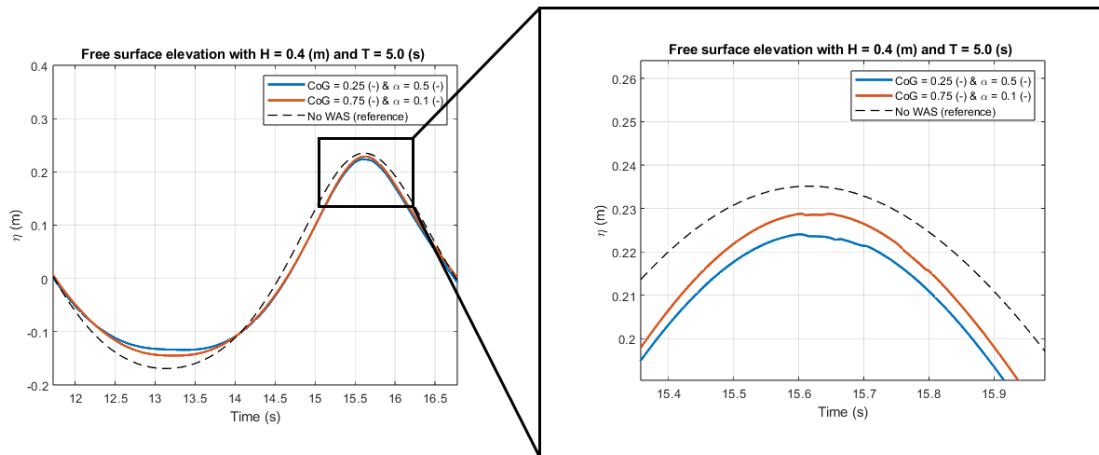 Free surface elevation with H = 0.4 (m) and T = 5.0 (s)
0.4
0.3
0.2
0.1
0
-0.1
-0.2
η (m)
CoG = 0.25 (-) & α = 0.5 (-)
CoG = 0.75 (-) & α = 0.1 (-)
No WAS (reference)
12 12.5 13 13.5 14 14.5 15 15.5 16 16.5
Time (s)
Free surface elevation with H = 0.4 (m) and T = 5.0 (s)
0.26
0.25
0.24
0.23
0.22
0.21
0.2
η (m)
CoG = 0.25 (-) & α = 0.5 (-)
CoG = 0.75 (-) & α = 0.1 (-)
No WAS (reference)
15.4 15.5 15.6 15.7 15.8 15.9
Time (s)